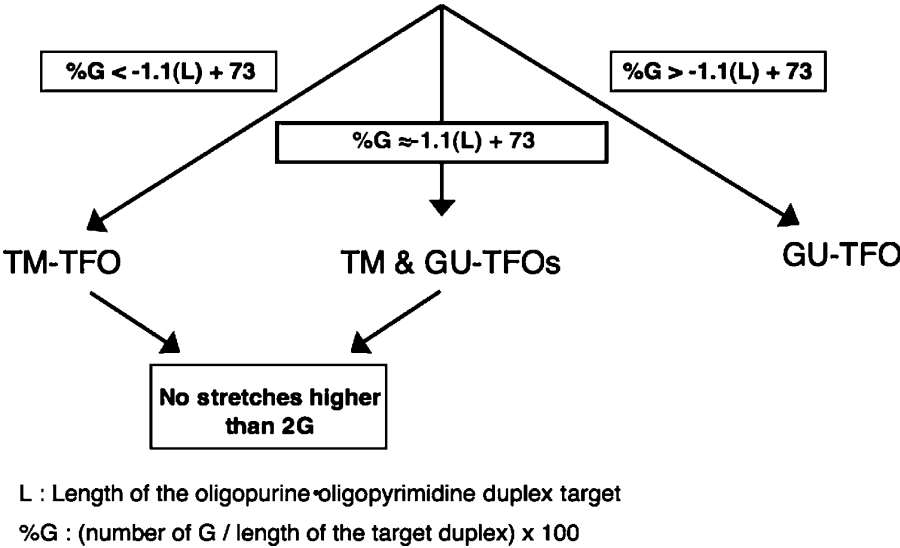 %G < -1.1(L) + 73
%G > -1.1(L) + 73
%G ≈-1.1(L) + 73
TM-TFO
TM & GU-TFOs
GU-TFO
No stretches higher
than 2G
L : Length of the oligopurine•oligopyrimidine duplex target
%G : (number of G / length of the target duplex) x 100